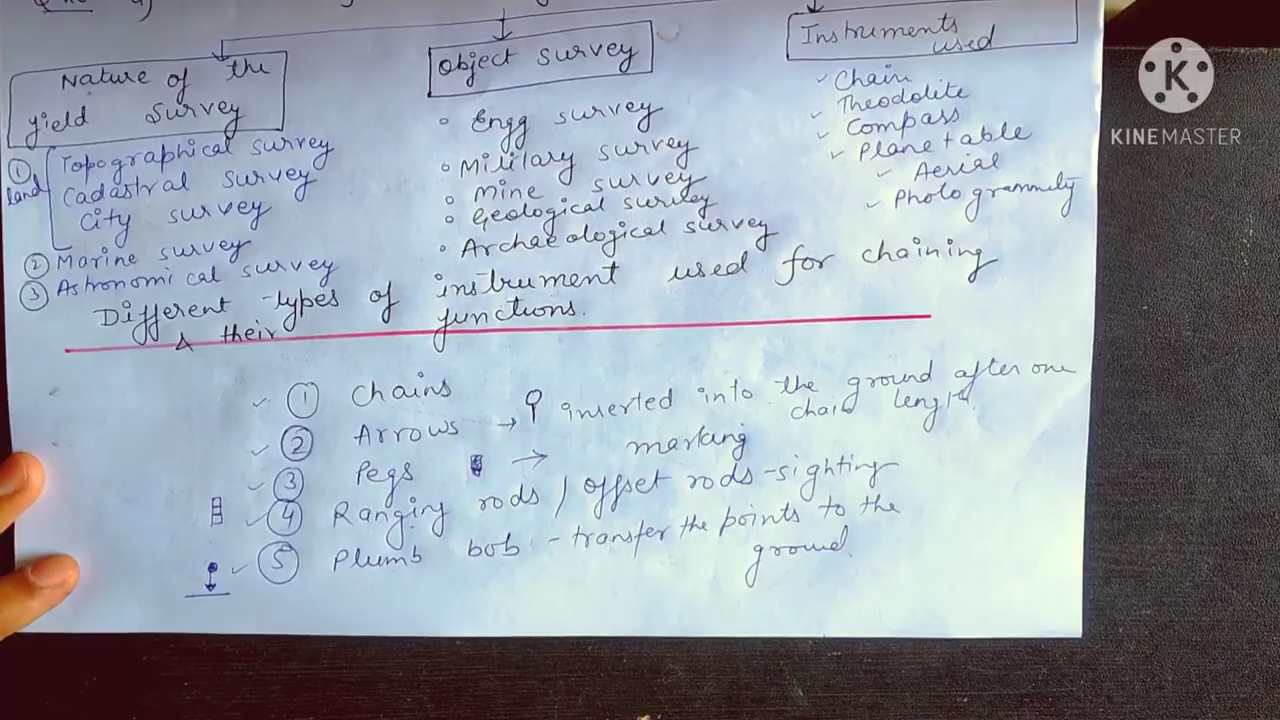 Nature of the
yield Survey
① land
Topographical survey
Cadastral survey
City survey
② Marine survey
③ Astronomical survey
Object survey
Engg survey
Military survey
Mine survey
Geological survey
Archaeological survey
Instruments
used
Chain
Theodolite
Compass
Plane table
Aerial
Photogrammety
Different types of instrument used for chaining
& their functions.
① Chains
② Arrows → inserted into the ground after one
chain length.
③ Pegs → marking
④ Ranging rods / offset rods - sighting
⑤ Plumb bob - transfer the points to the
ground.
K
KINEMASTER